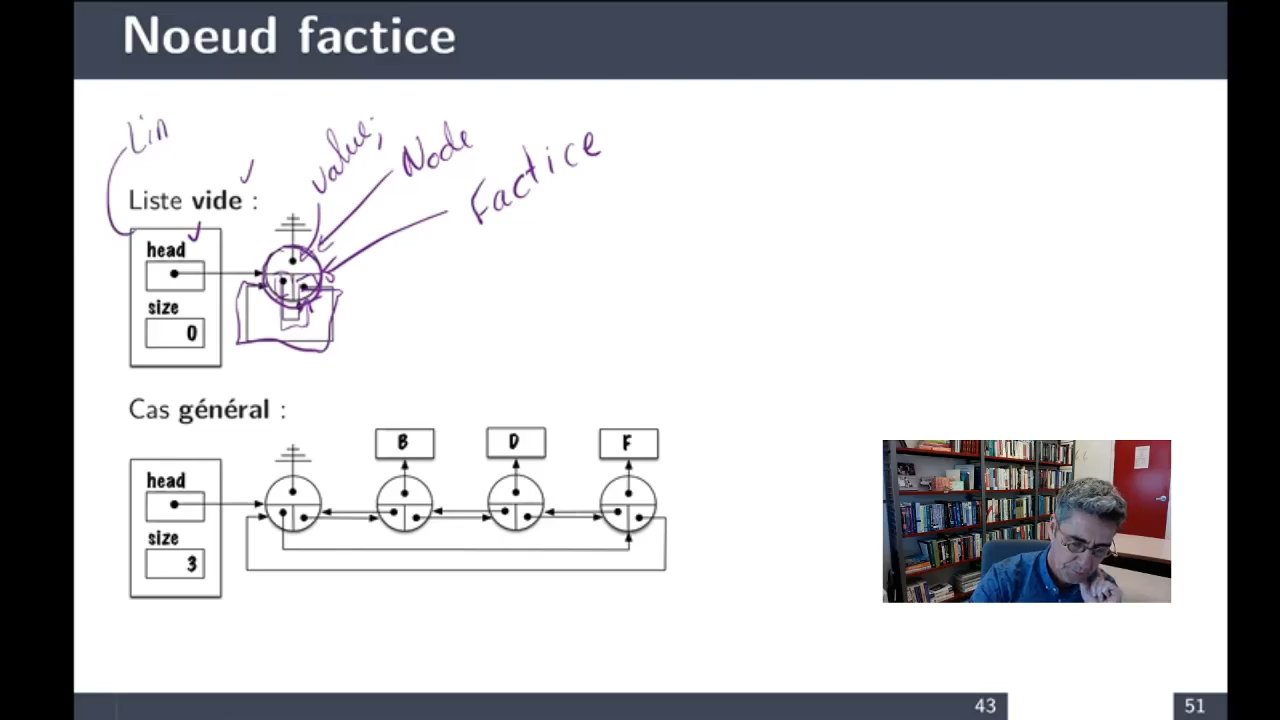 Noeud factice
Lin
value;
Node
Factice
Liste vide :
head
size
0
Cas général :
B D F
head
size
3
43 51